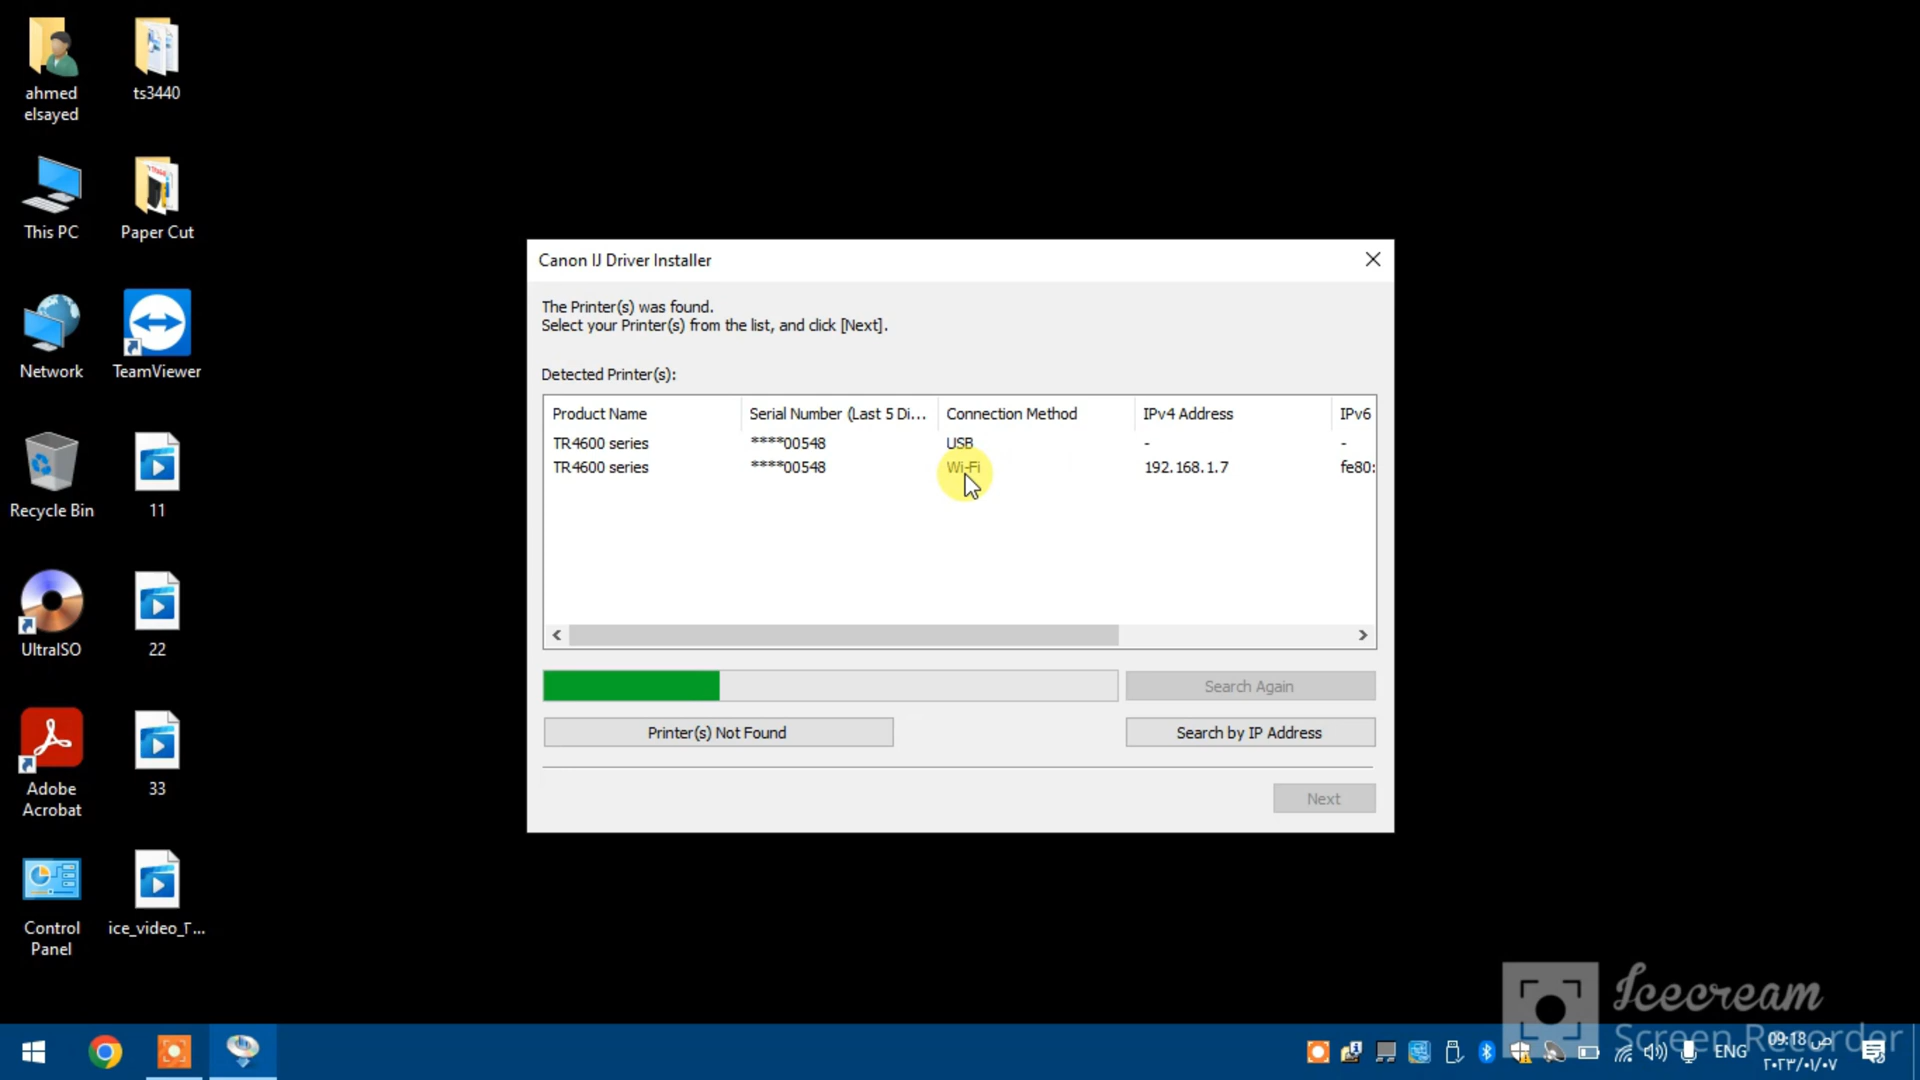 ahmed
elsayed
ts3440
This PC
Paper Cut
Network
TeamViewer
Recycle Bin
11
UltraISO
22
Adobe
Acrobat
33
Control
Panel
ice_video_٢...
Canon IJ Driver Installer
The Printer(s) was found.
Select your Printer(s) from the list, and click [Next].
Detected Printer(s):
Product Name Serial Number (Last 5 Di... Connection Method IPv4 Address IPv6
TR4600 series ****00548 USB - -
TR4600 series ****00548 Wi-Fi 192.168.1.7 fe80:
Search Again
Printer(s) Not Found
Search by IP Address
Next
Icecream
Screen Recorder
ENG
09:18 ص
٢٠٢٣/٠١/٠٧